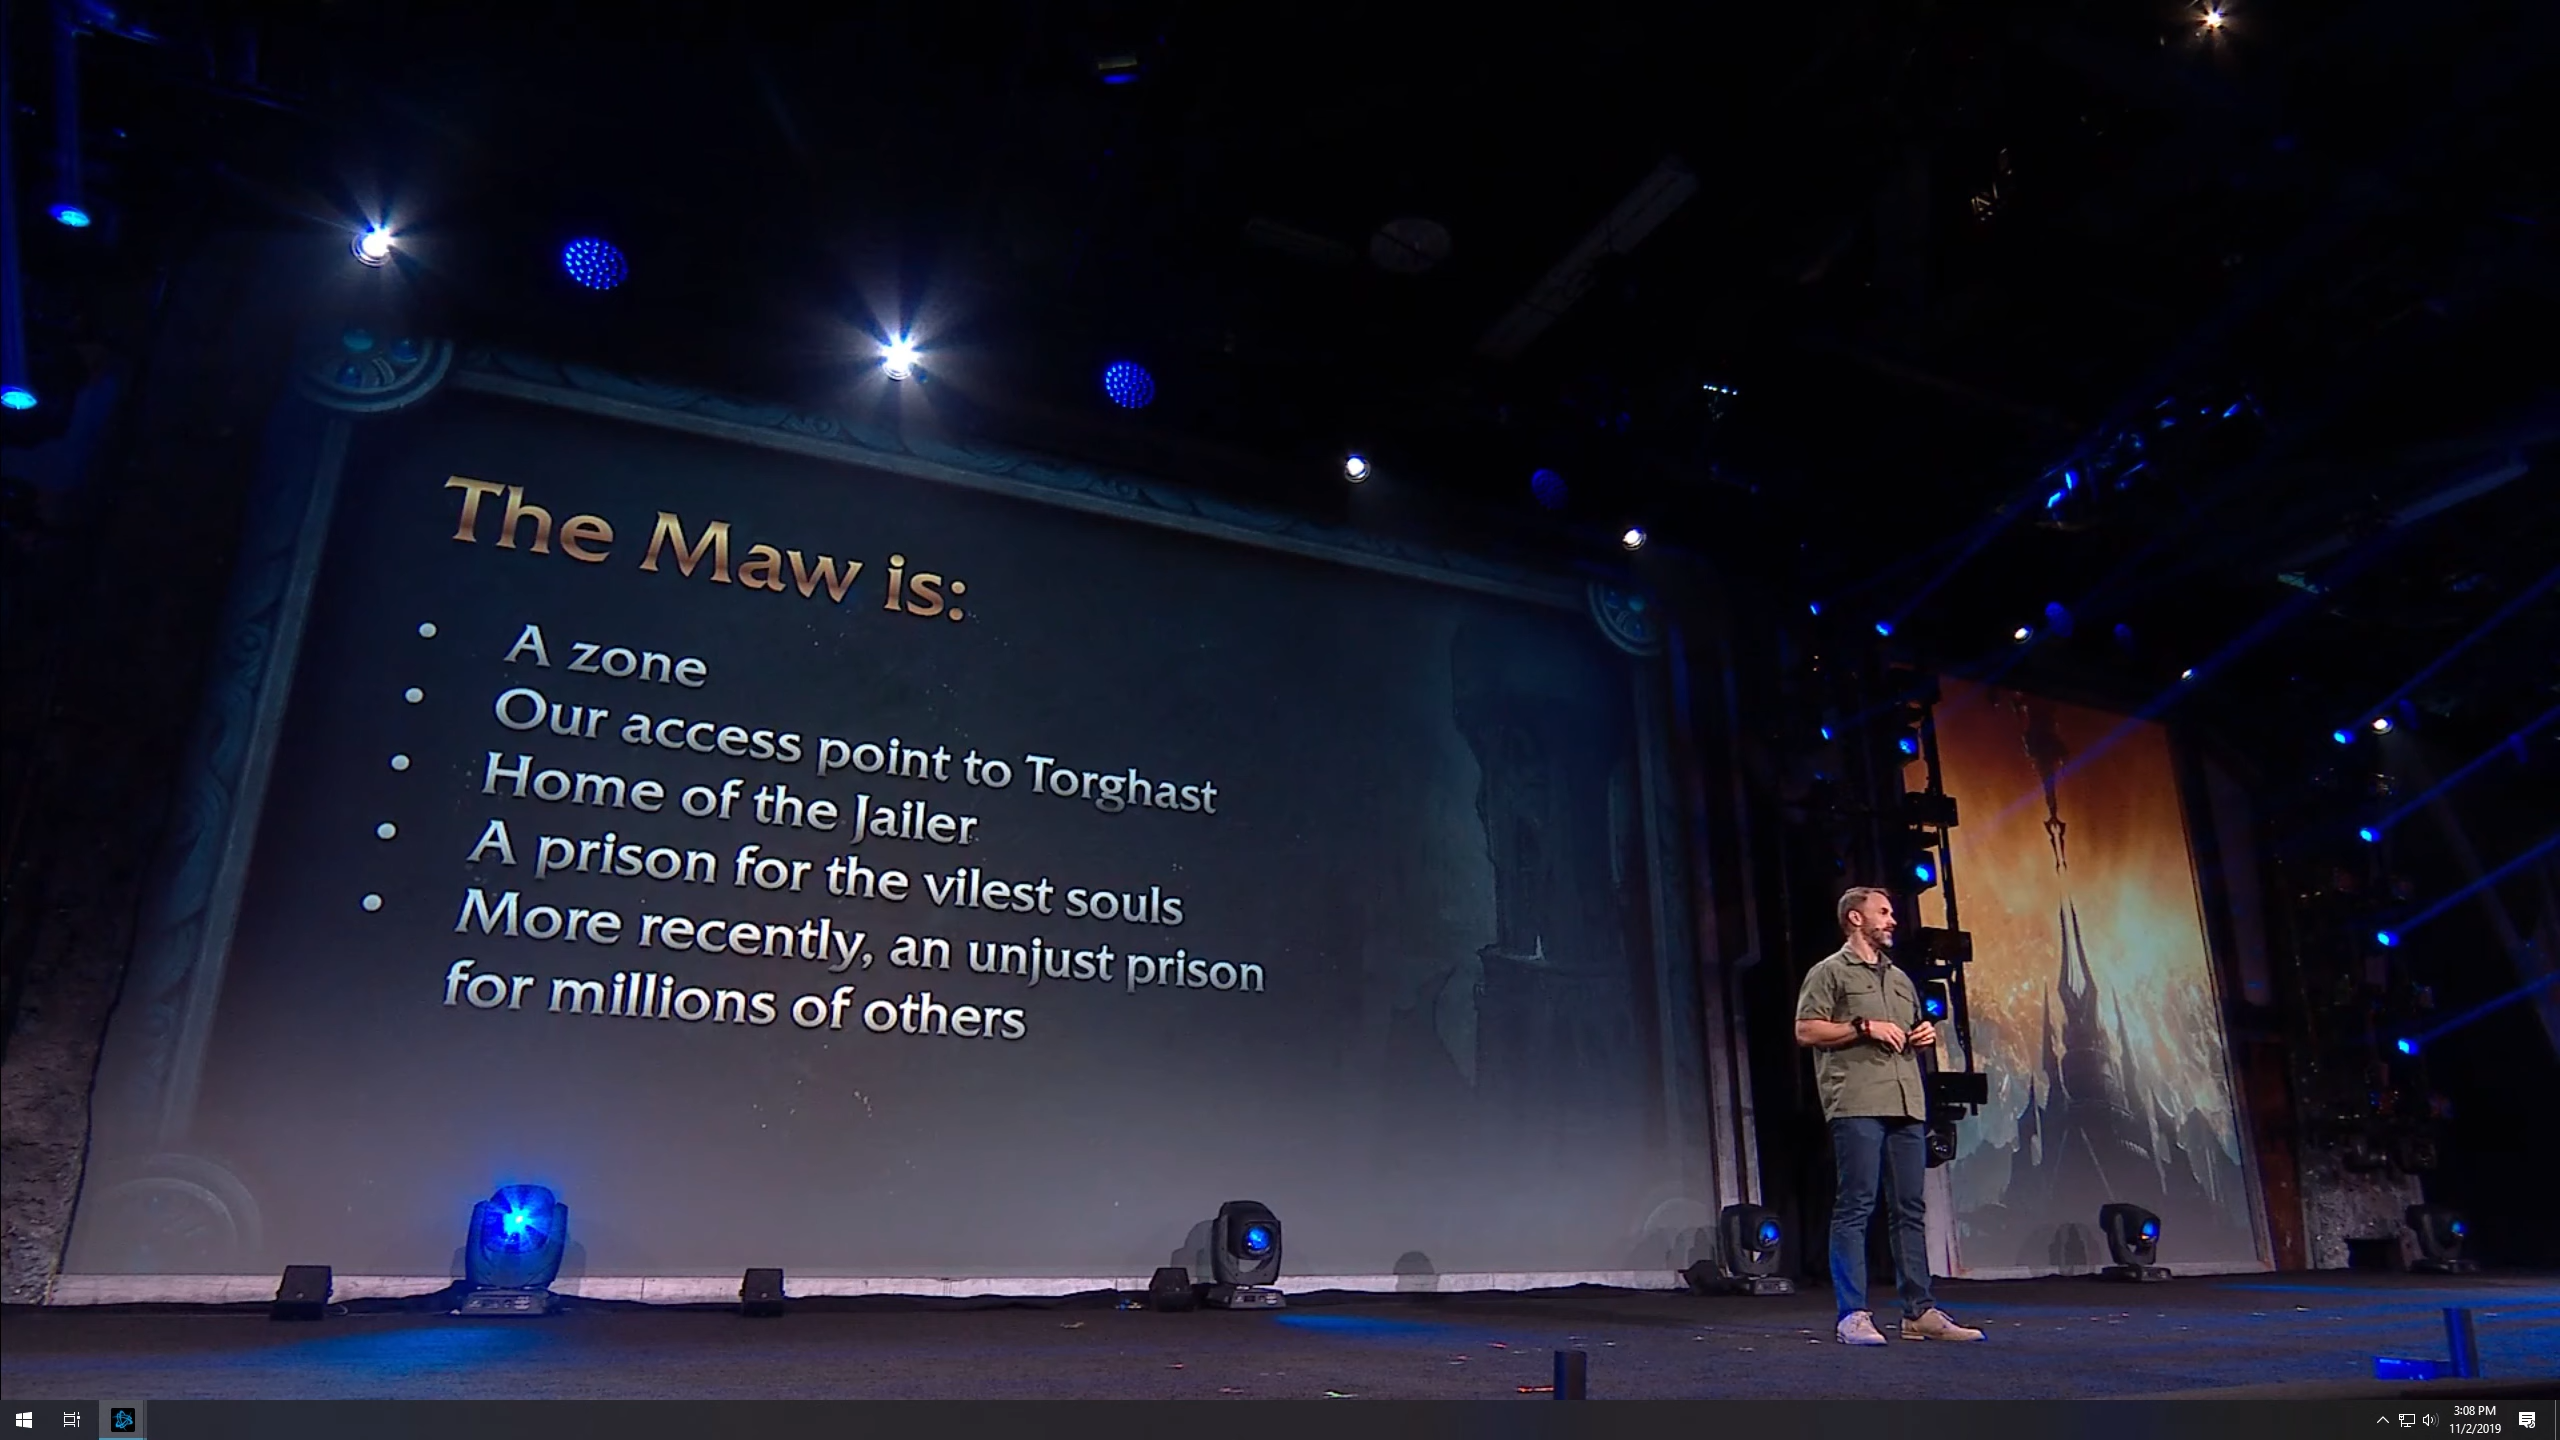 The Maw is:
• A zone
• Our access point to Torghast
• Home of the Jailer
• A prison for the vilest souls
• More recently, an unjust prison
for millions of others
3:08 PM
11/2/2019